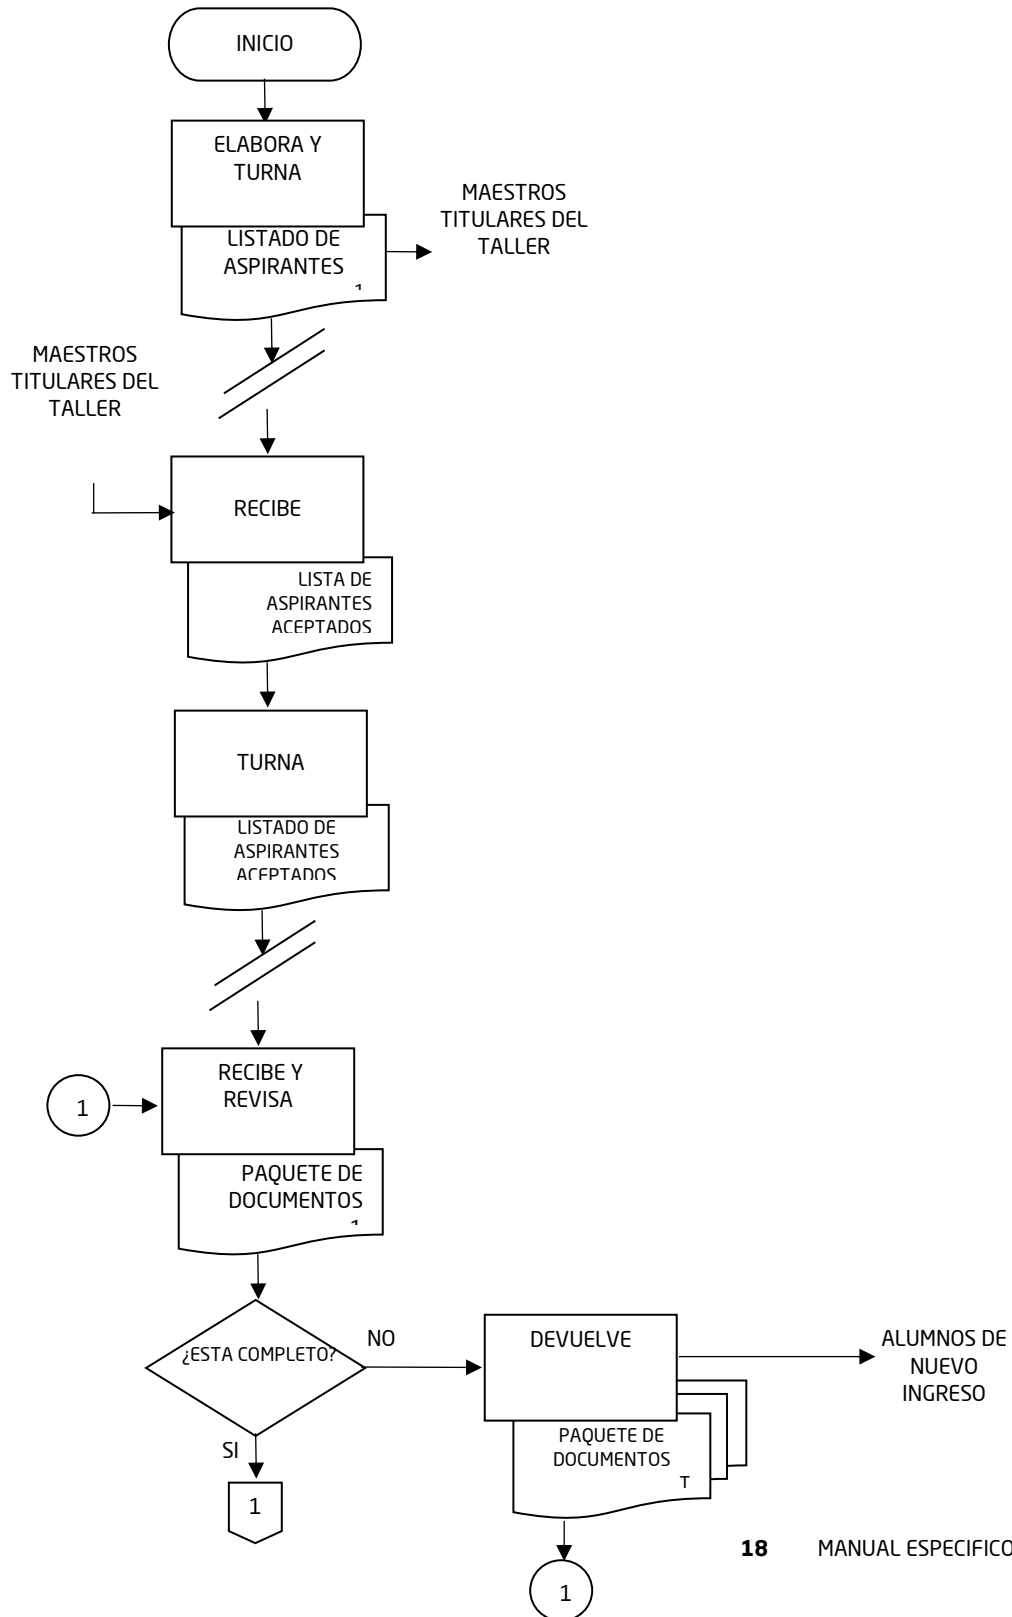 INICIO
ELABORA Y
TURNA
LISTADO DE
ASPIRANTES
1
MAESTROS
TITULARES DEL
TALLER
MAESTROS
TITULARES DEL
TALLER
RECIBE
LISTA DE
ASPIRANTES
ACEPTADOS
TURNA
LISTADO DE
ASPIRANTES
ACEPTADOS
1
RECIBE Y
REVISA
PAQUETE DE
DOCUMENTOS
1
¿ESTA COMPLETO?
NO
SI
1
DEVUELVE
PAQUETE DE
DOCUMENTOS
T
ALUMNOS DE
NUEVO
INGRESO
1
18 MANUAL ESPECIFICO